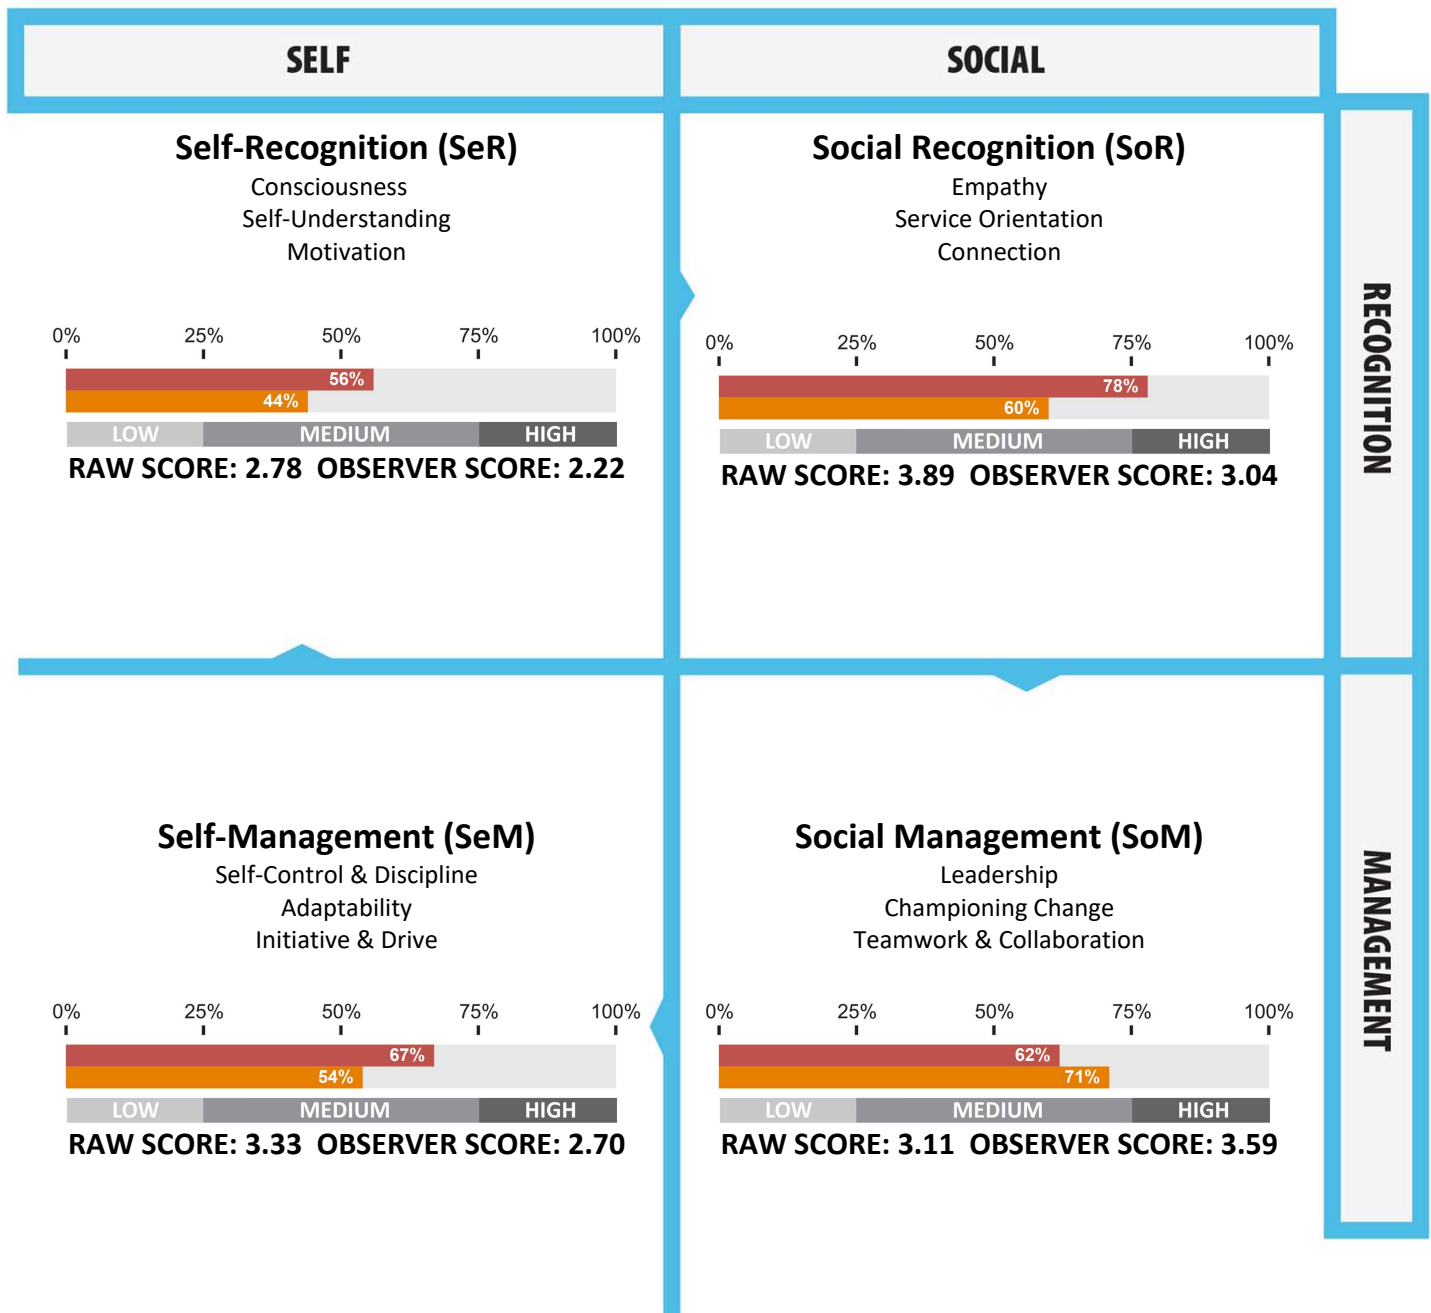 SELF
SOCIAL
Self-Recognition (SeR)
Consciousness
Self-Understanding
Motivation
0% 25% 50% 75% 100%
56%
44%
LOW MEDIUM HIGH
RAW SCORE: 2.78 OBSERVER SCORE: 2.22
Social Recognition (SoR)
Empathy
Service Orientation
Connection
0% 25% 50% 75% 100%
78%
60%
LOW MEDIUM HIGH
RAW SCORE: 3.89 OBSERVER SCORE: 3.04
RECOGNITION
Self-Management (SeM)
Self-Control & Discipline
Adaptability
Initiative & Drive
0% 25% 50% 75% 100%
67%
54%
LOW MEDIUM HIGH
RAW SCORE: 3.33 OBSERVER SCORE: 2.70
Social Management (SoM)
Leadership
Championing Change
Teamwork & Collaboration
0% 25% 50% 75% 100%
62%
71%
LOW MEDIUM HIGH
RAW SCORE: 3.11 OBSERVER SCORE: 3.59
MANAGEMENT